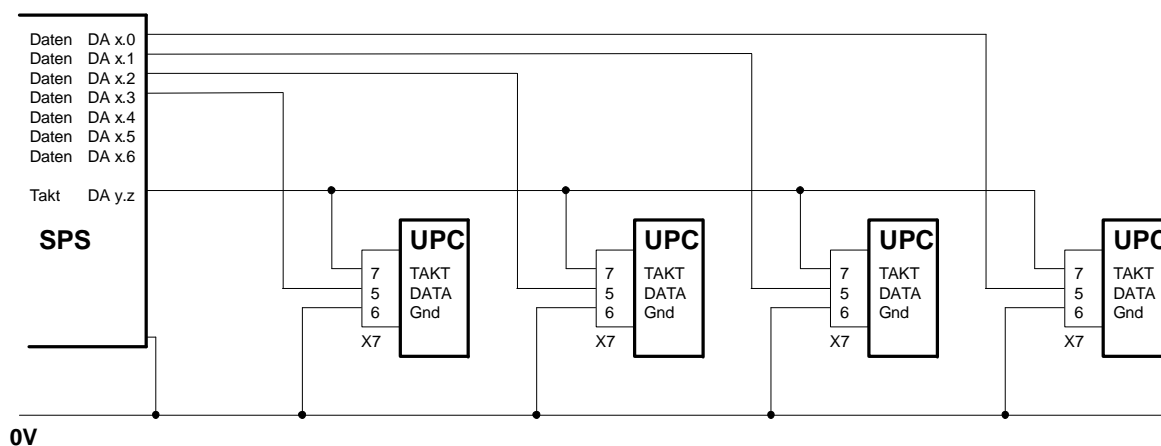 Daten DA x.0
Daten DA x.1
Daten DA x.2
Daten DA x.3
Daten DA x.4
Daten DA x.5
Daten DA x.6
Takt DA y.z
SPS
UPC
7 TAKT
5 DATA
6 Gnd
X7
UPC
7 TAKT
5 DATA
6 Gnd
X7
UPC
7 TAKT
5 DATA
6 Gnd
X7
UPC
7 TAKT
5 DATA
6 Gnd
X7
0V